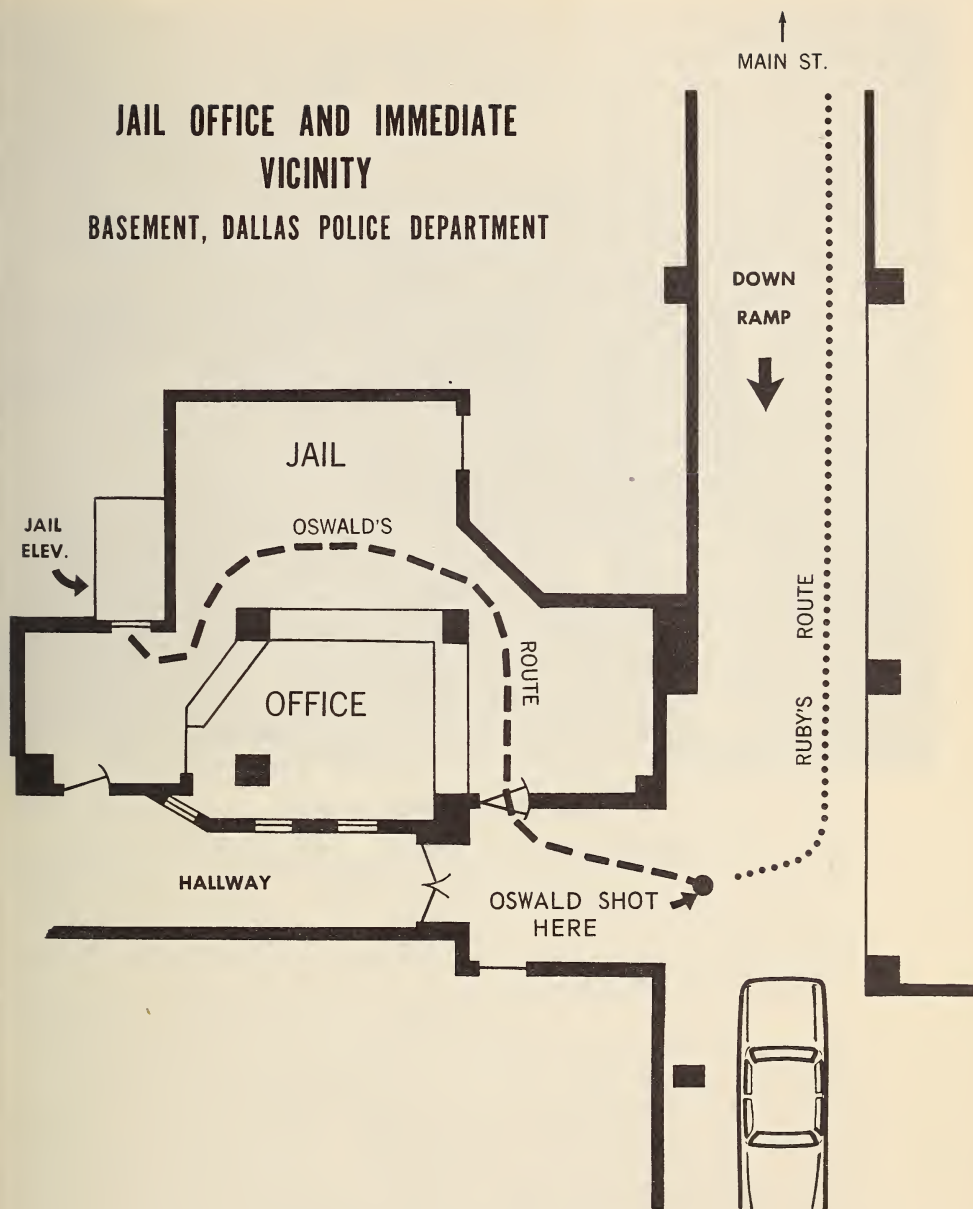 MAIN ST.
JAIL OFFICE AND IMMEDIATE
VICINITY
BASEMENT, DALLAS POLICE DEPARTMENT
DOWN
RAMP
JAIL
OSWALD'S
ROUTE
JAIL
ELEV.
OFFICE
RUBY'S ROUTE
HALLWAY
OSWALD SHOT
HERE